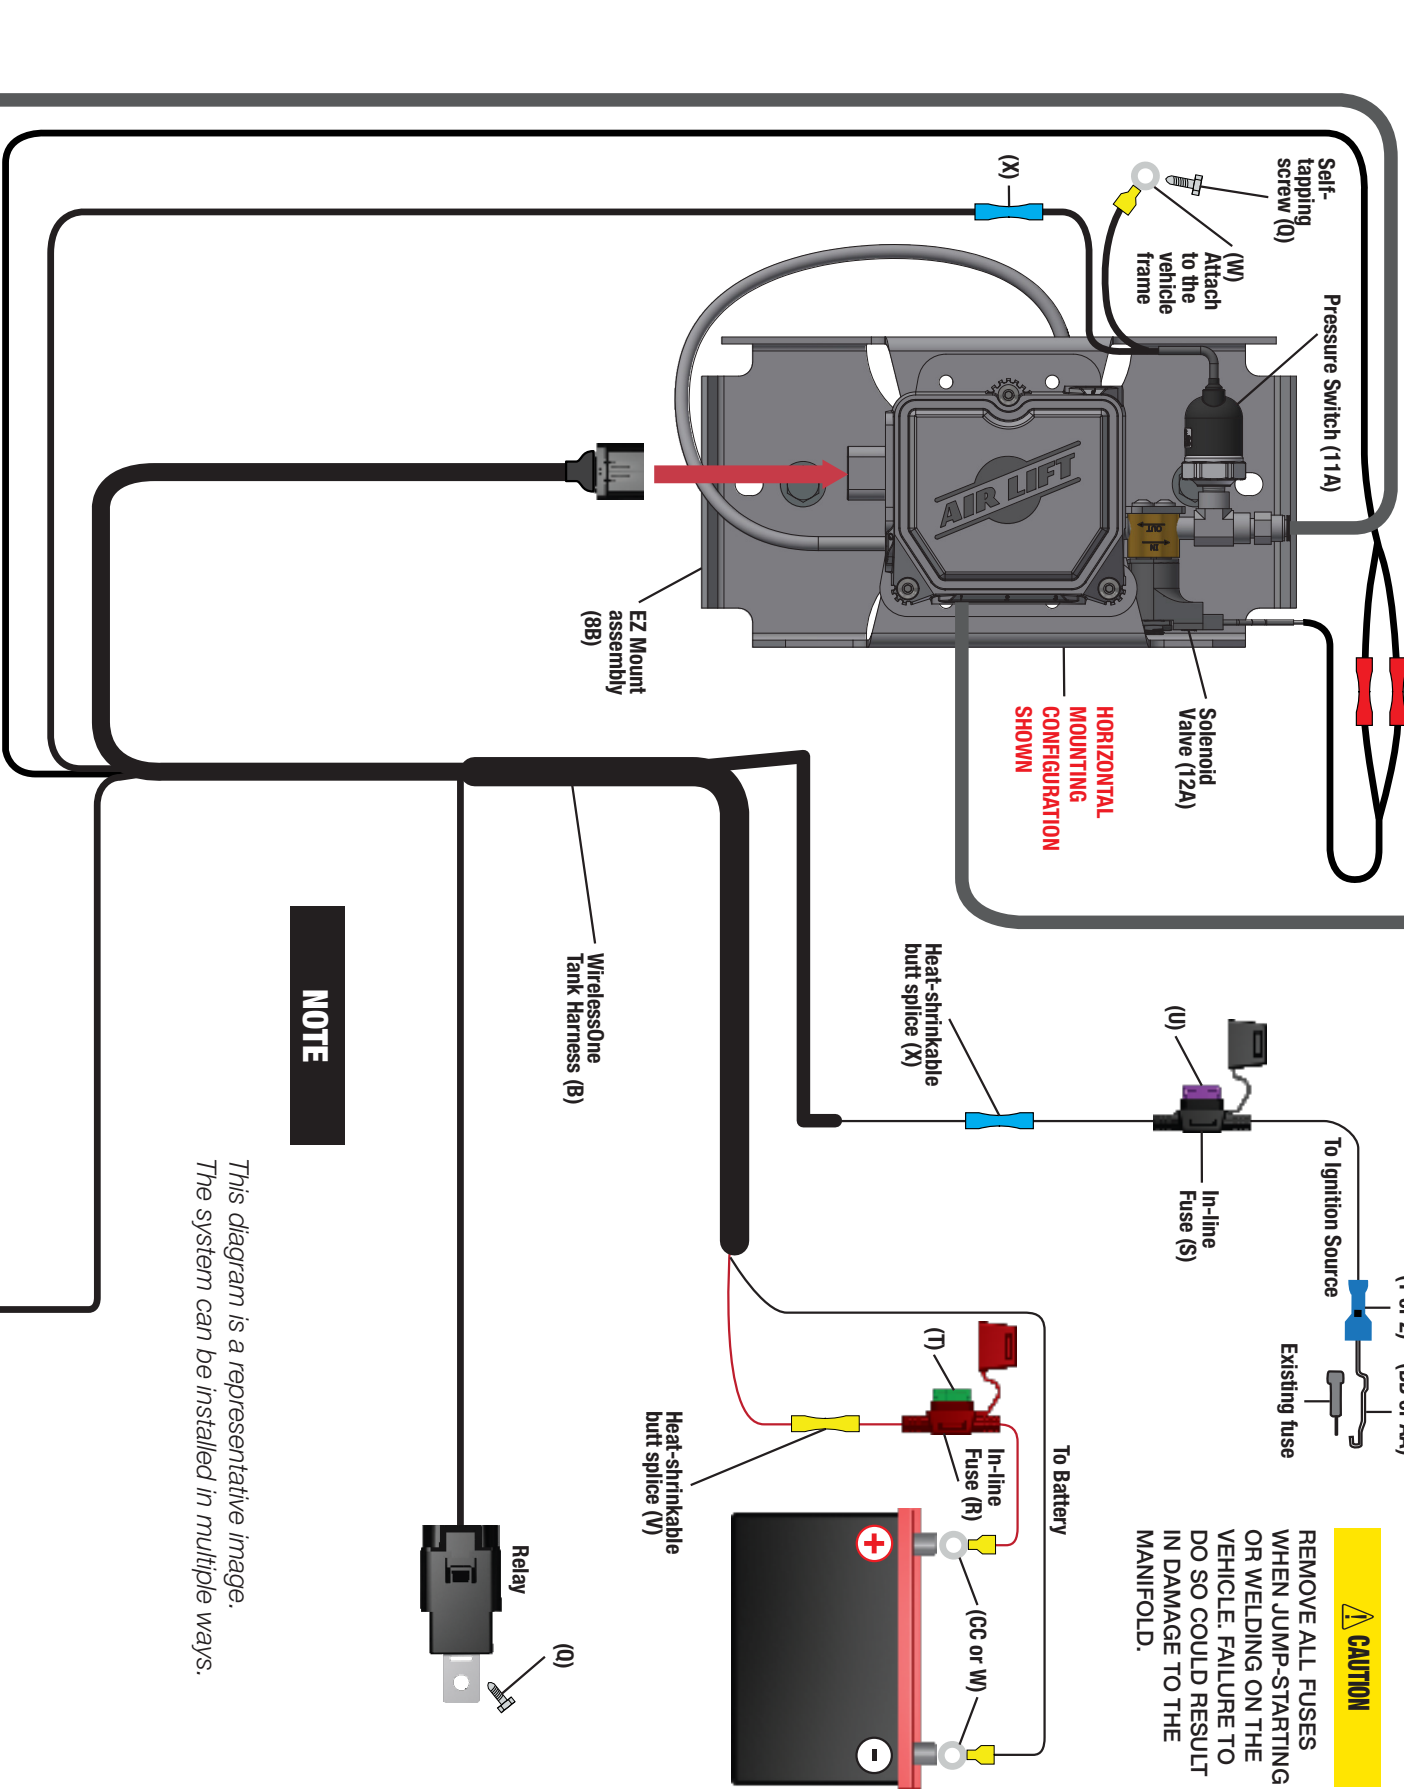 Self-
tapping
screw (Q)
(W)
Attach
to the
vehicle
frame
Pressure Switch (11A)
(X)
AIR LIFT
OUT
IN
EZ Mount
assembly
(8B)
HORIZONTAL
MOUNTING
CONFIGURATION
SHOWN
Solenoid
Valve (12A)
WirelessOne
Tank Harness (B)
Heat-shrinkable
butt splice (X)
(U)
In-line
Fuse (S)
To Ignition Source
Existing fuse
(T)
In-line
Fuse (R)
To Battery
Heat-shrinkable
butt splice (V)
(CC or W)
+
-
Relay
(Q)
NOTE
This diagram is a representative image.
The system can be installed in multiple ways.
⚠ CAUTION
REMOVE ALL FUSES
WHEN JUMP-STARTING
OR WELDING ON THE
VEHICLE. FAILURE TO
DO SO COULD RESULT
IN DAMAGE TO THE
MANIFOLD.